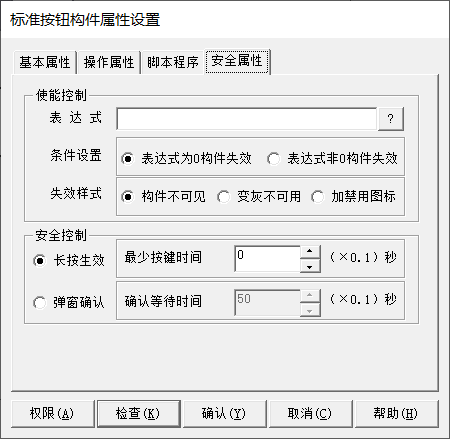 标准按钮构件属性设置
基本属性 操作属性 脚本程序 安全属性
使能控制
表 达 式 ?
条件设置 表达式为0构件失效 表达式非0构件失效
失效样式 构件不可见 变灰不可用 加禁用图标
安全控制
长按生效 最少按键时间 0 (×0.1)秒
弹窗确认 确认等待时间 50 (×0.1)秒
权限(A) 检查(K) 确认(Y) 取消(C) 帮助(H)